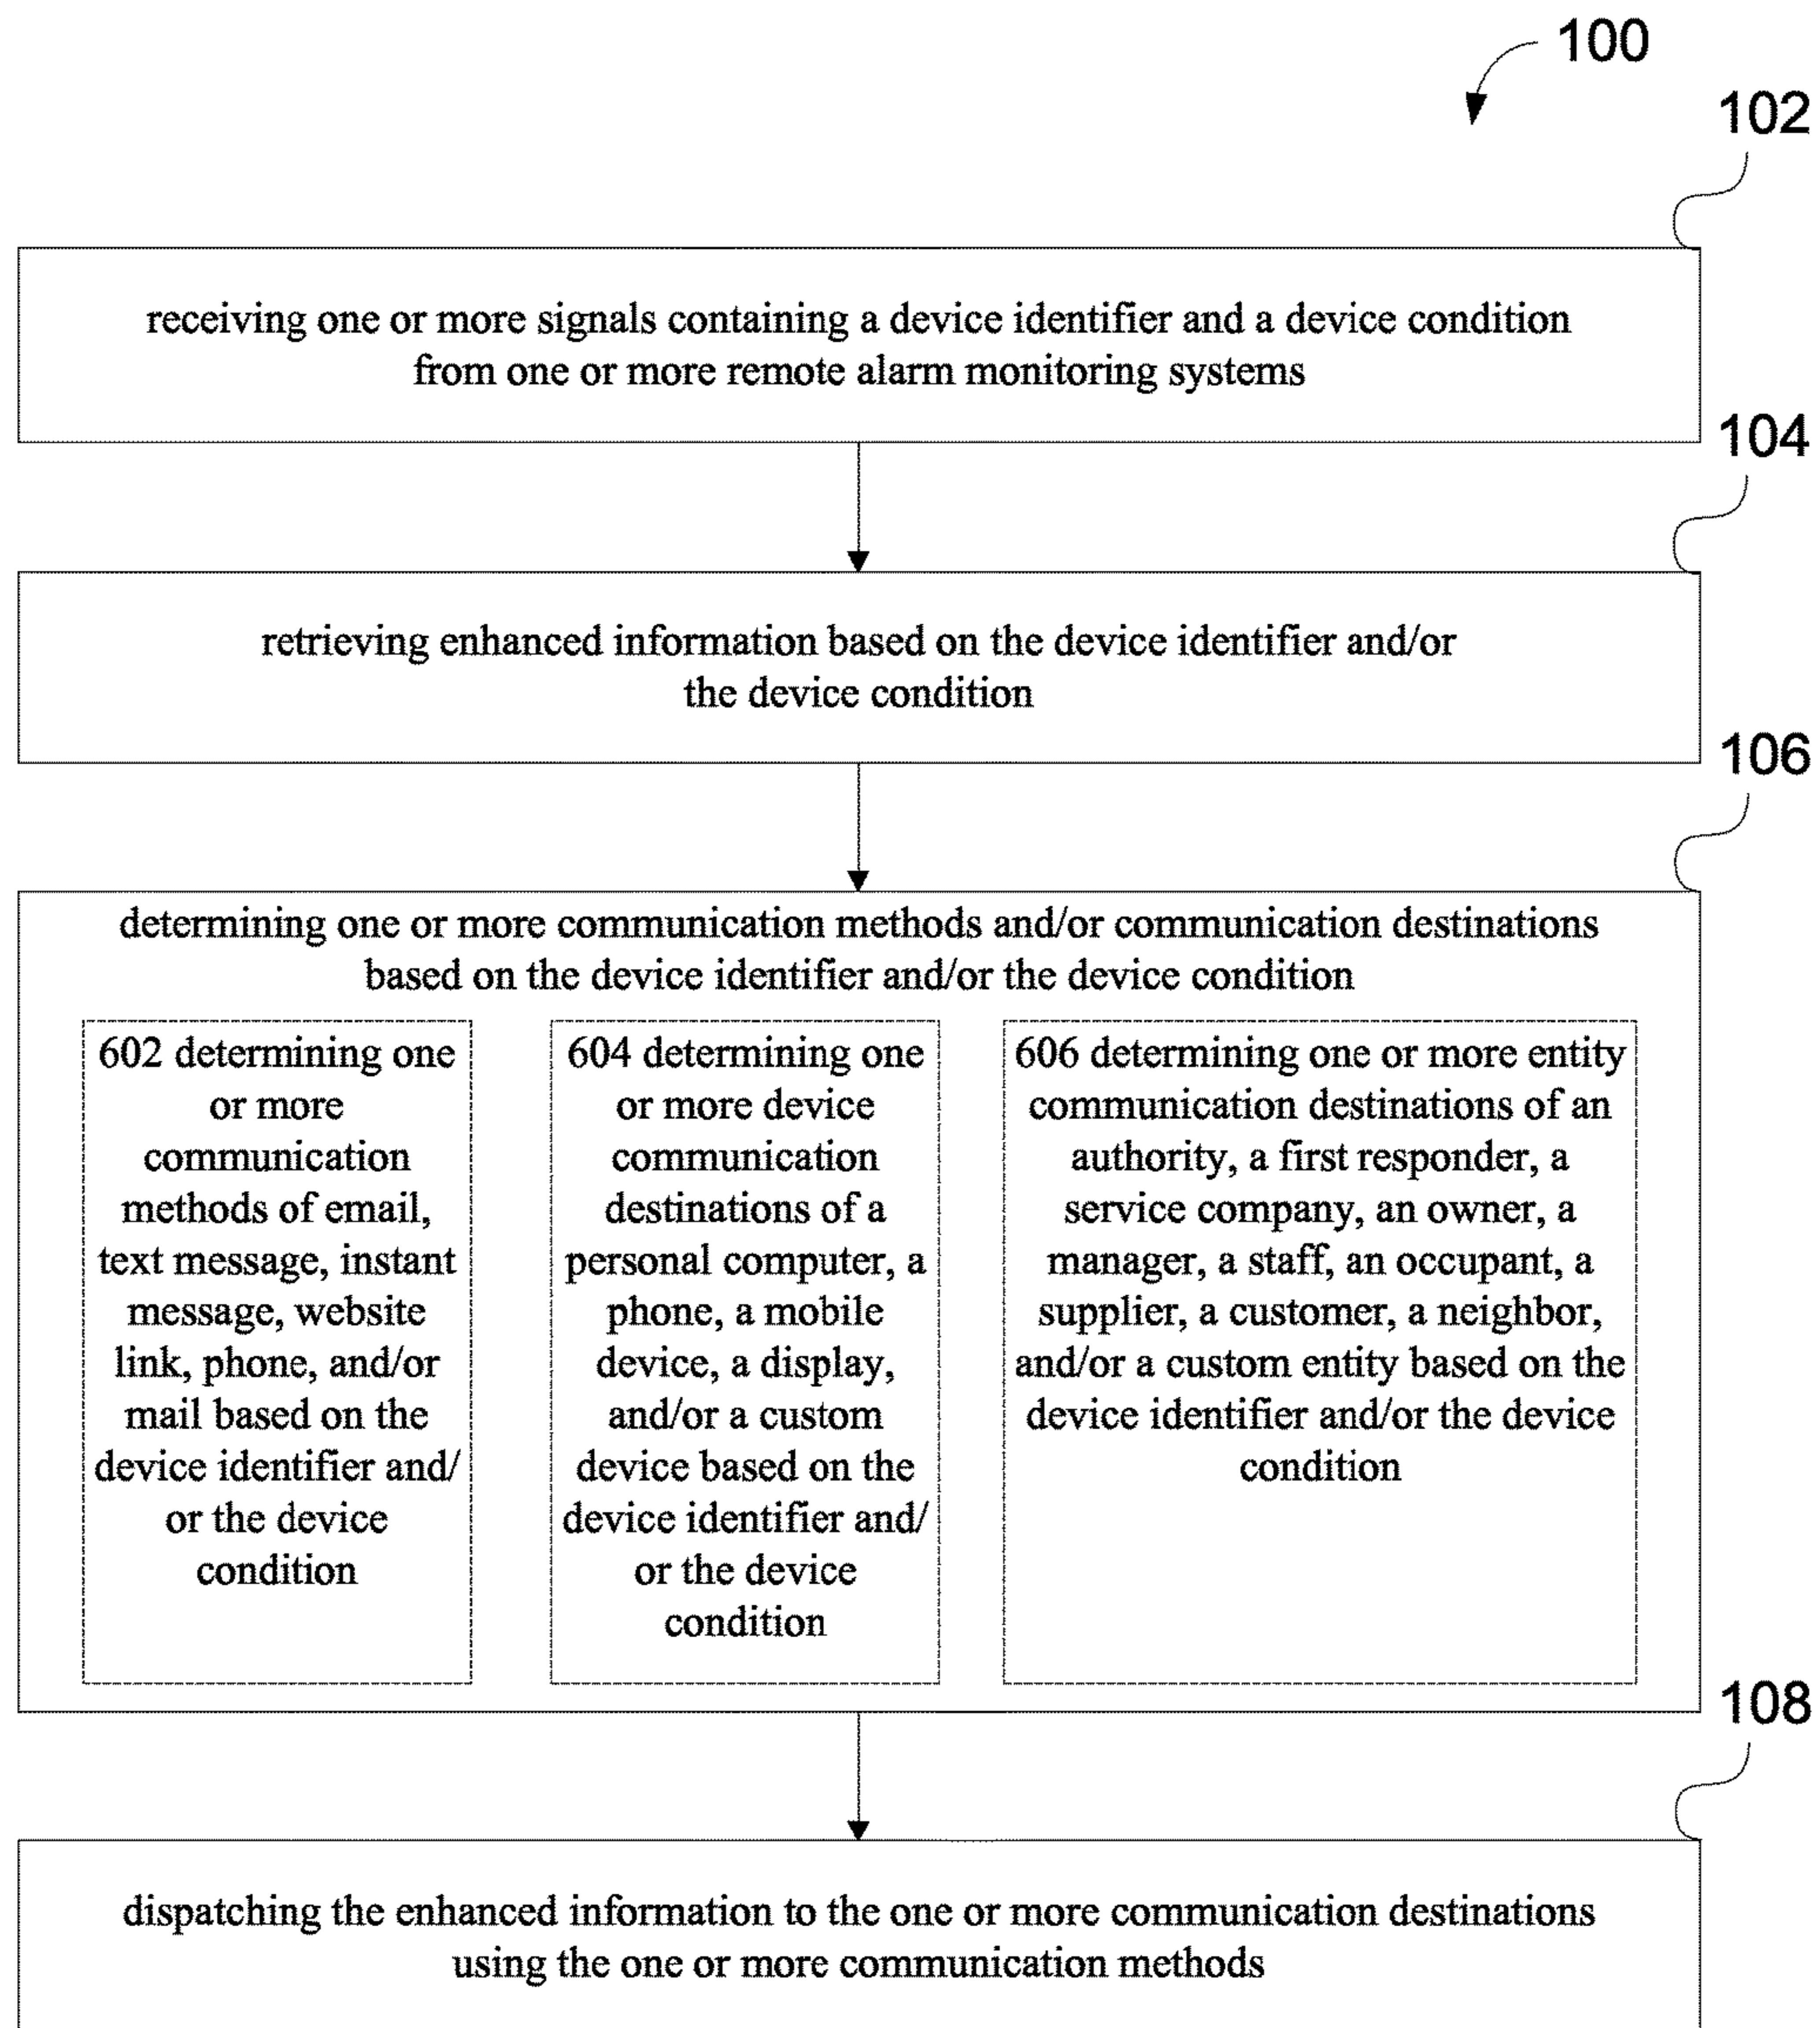 100
102
receiving one or more signals containing a device identifier and a device condition
from one or more remote alarm monitoring systems
104
retrieving enhanced information based on the device identifier and/or
the device condition
106
determining one or more communication methods and/or communication destinations
based on the device identifier and/or the device condition
602 determining one
or more
communication
methods of email,
text message, instant
message, website
link, phone, and/or
mail based on the
device identifier and/
or the device
condition
604 determining one
or more device
communication
destinations of a
personal computer, a
phone, a mobile
device, a display,
and/or a custom
device based on the
device identifier and/
or the device
condition
606 determining one or more entity
communication destinations of an
authority, a first responder, a
service company, an owner, a
manager, a staff, an occupant, a
supplier, a customer, a neighbor,
and/or a custom entity based on the
device identifier and/or the device
condition
108
dispatching the enhanced information to the one or more communication destinations
using the one or more communication methods